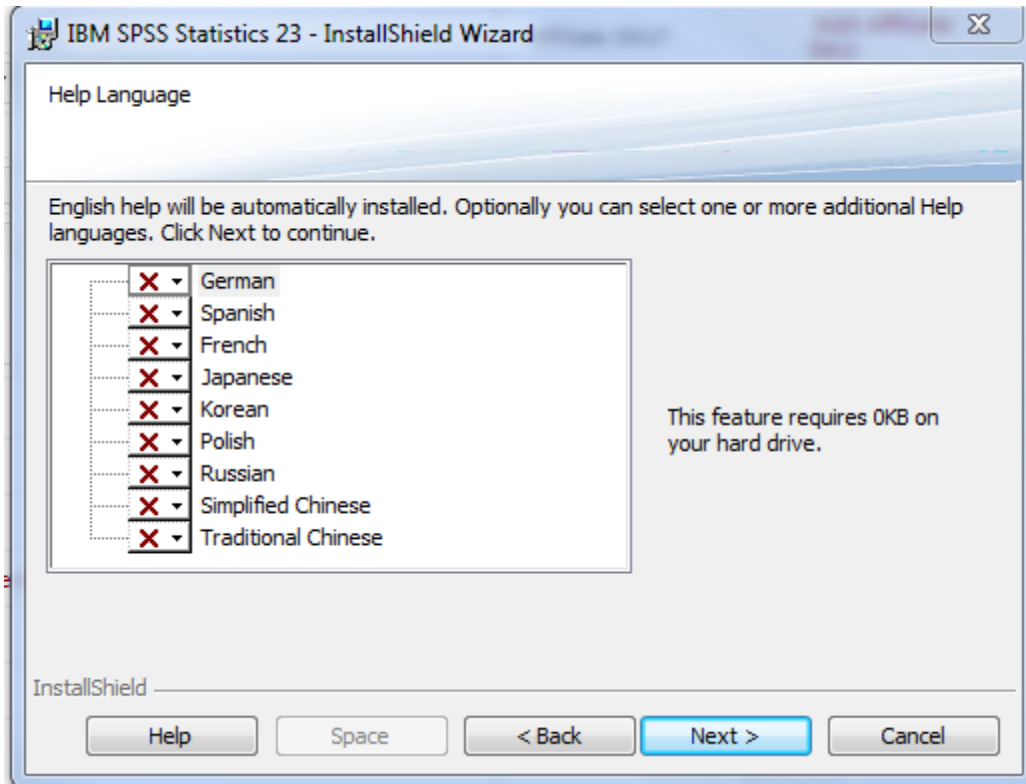 IBM SPSS Statistics 23 - InstallShield Wizard
Help Language
English help will be automatically installed. Optionally you can select one or more additional Help
languages. Click Next to continue.
German
Spanish
French
Japanese
Korean
Polish
Russian
Simplified Chinese
Traditional Chinese
This feature requires 0KB on
your hard drive.
InstallShield
Help
Space
< Back
Next >
Cancel